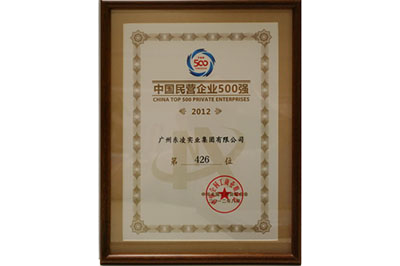 500
中国民营企业500强
CHINA TOP 500 PRIVATE ENTERPRISES
2012
广州东凌实业集团有限公司
第 426 位